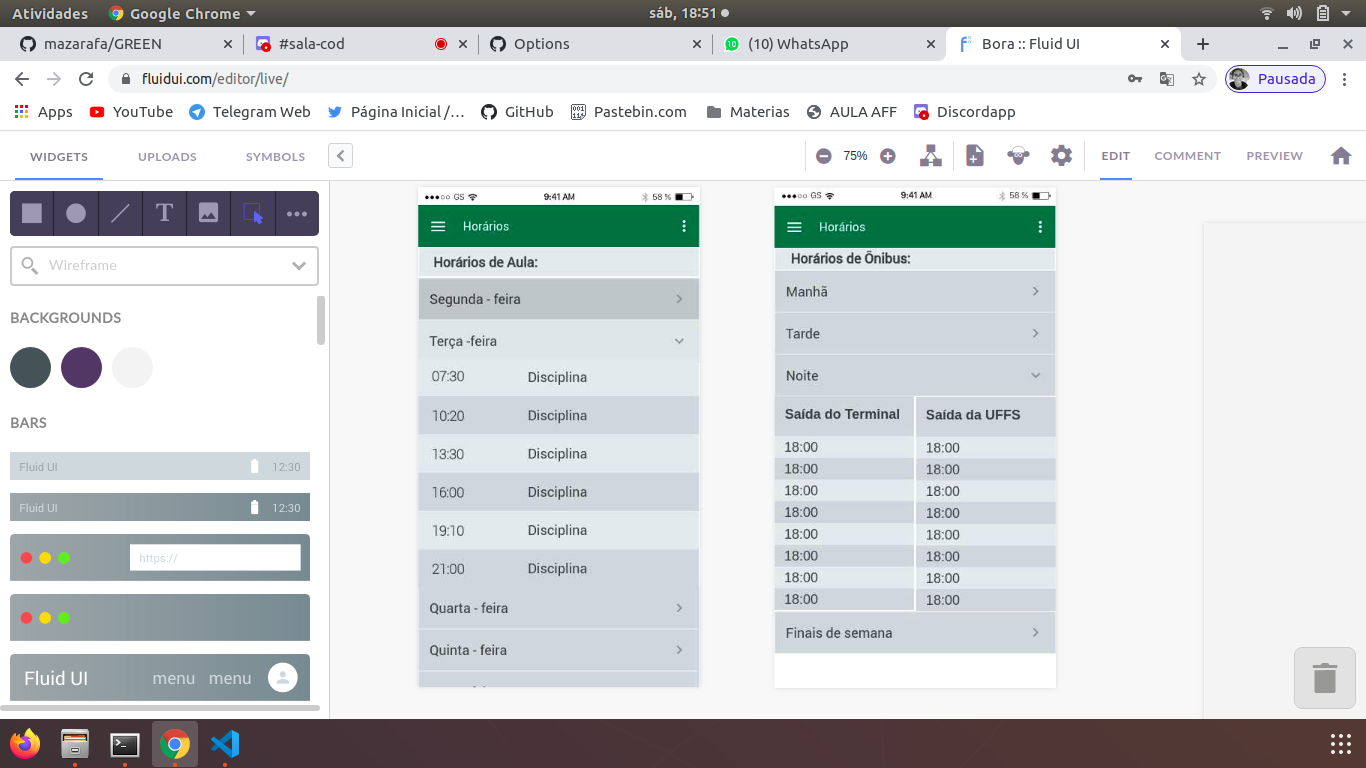 Atividades Google Chrome sáb, 18:51
mazarafa/GREEN #sala-cod Options (10) WhatsApp Bora :: Fluid UI
fluidui.com/editor/live/ Pausada
Apps YouTube Telegram Web Página Inicial /… GitHub Pastebin.com Materias AULA AFF Discordapp
WIDGETS UPLOADS SYMBOLS 75% EDIT COMMENT PREVIEW
T
Wireframe
BACKGROUNDS
BARS
Fluid UI 12:30
Fluid UI 12:30
https://
Fluid UI menu menu
GS 9:41 AM 58 %
Horários
Horários de Aula:
Segunda - feira
Terça -feira
07:30 Disciplina
10:20 Disciplina
13:30 Disciplina
16:00 Disciplina
19:10 Disciplina
21:00 Disciplina
Quarta - feira
Quinta - feira
GS 9:41 AM 58 %
Horários
Horários de Ônibus:
Manhã
Tarde
Noite
Saída do Terminal Saída da UFFS
18:00 18:00
18:00 18:00
18:00 18:00
18:00 18:00
18:00 18:00
18:00 18:00
18:00 18:00
18:00 18:00
Finais de semana